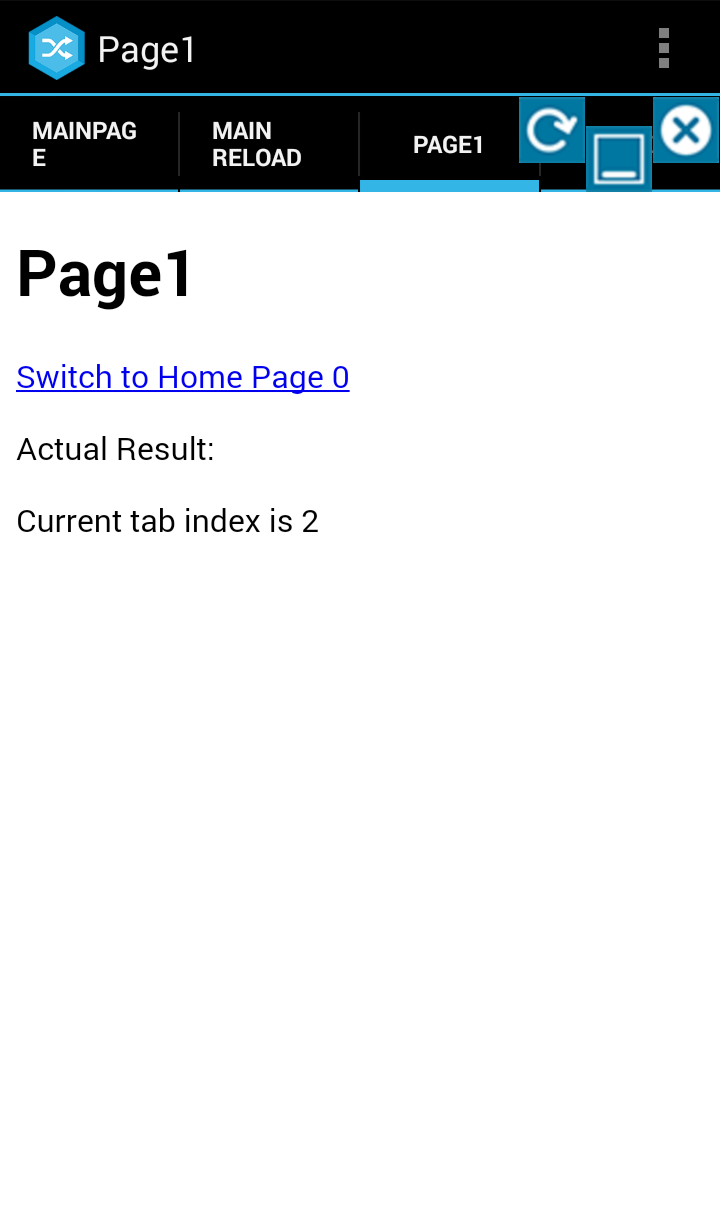 Page1
MAINPAG
E
MAIN
RELOAD
PAGE1
Page1
Switch to Home Page 0
Actual Result:
Current tab index is 2